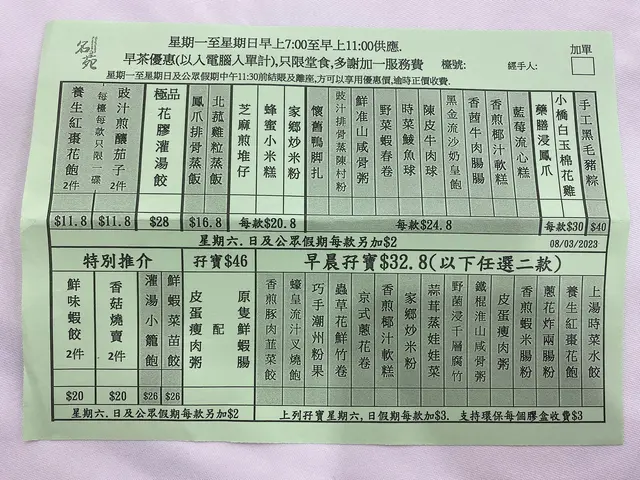 名苑
星期一至星期日早上7:00至早上11:00供應.
加單
早茶優惠(以入電腦入單計),只限堂食,多謝加一服務費 檯號: 經手人:
星期一至星期日及公眾假期中午11:30前結賬及離座,方可以享用優惠價,逾時正價收費.
手工黑毛豬粽
小橋白玉棉花雞
藥膳浸鳳爪
藍莓流心糕
香煎椰汁軟糕
香茜牛肉腸
黑金流沙奶皇飽
陳皮牛肉球
時菜鯪魚球
野菜蝦春卷
鮮准山咸骨粥
豉汁排骨蒸陳村粉
懷舊鴨脚扎
家鄉炒米粉
蜂蜜小米糕
芝麻煎堆仔
北菰雞粒蒸飯
鳳爪排骨蒸飯
極品花膠灌湯餃
豉汁煎釀茄子 2件
每檯每款只限一碟
養生紅棗花飽 2件
$11.8 $11.8 $28 $16.8 每款$20.8 每款$24.8 每款$30 $40
星期六.日及公眾假期每款另加$2 08/03/2023
特別推介 孖寶$46 早晨孖寶$32.8(以下任選二款)
鮮味蝦餃 2件
香菇燒賣 2件
灌湯小籠飽
鮮蝦菜苗餃
皮蛋瘦肉粥
配
原隻鮮蝦腸
香煎豚肉韮菜餃
蠔皇流汁叉燒飽
巧手潮州粉果
蟲草花鮮竹卷
京式蔥花卷
香煎椰汁軟糕
家鄉炒米粉
蒜茸蒸娃娃菜
野菌浸千層腐竹
鐵棍淮山咸骨粥
皮蛋瘦肉粥
香煎蝦米腸粉
蔥花炸兩腸粉
養生紅棗花飽
上湯時菜水餃
$20 $20 $26 $26
星期六.日及公眾假期每款另加$2 上列孖寶星期六,日假期每款加$3. 支持環保每個膠盒收費$3